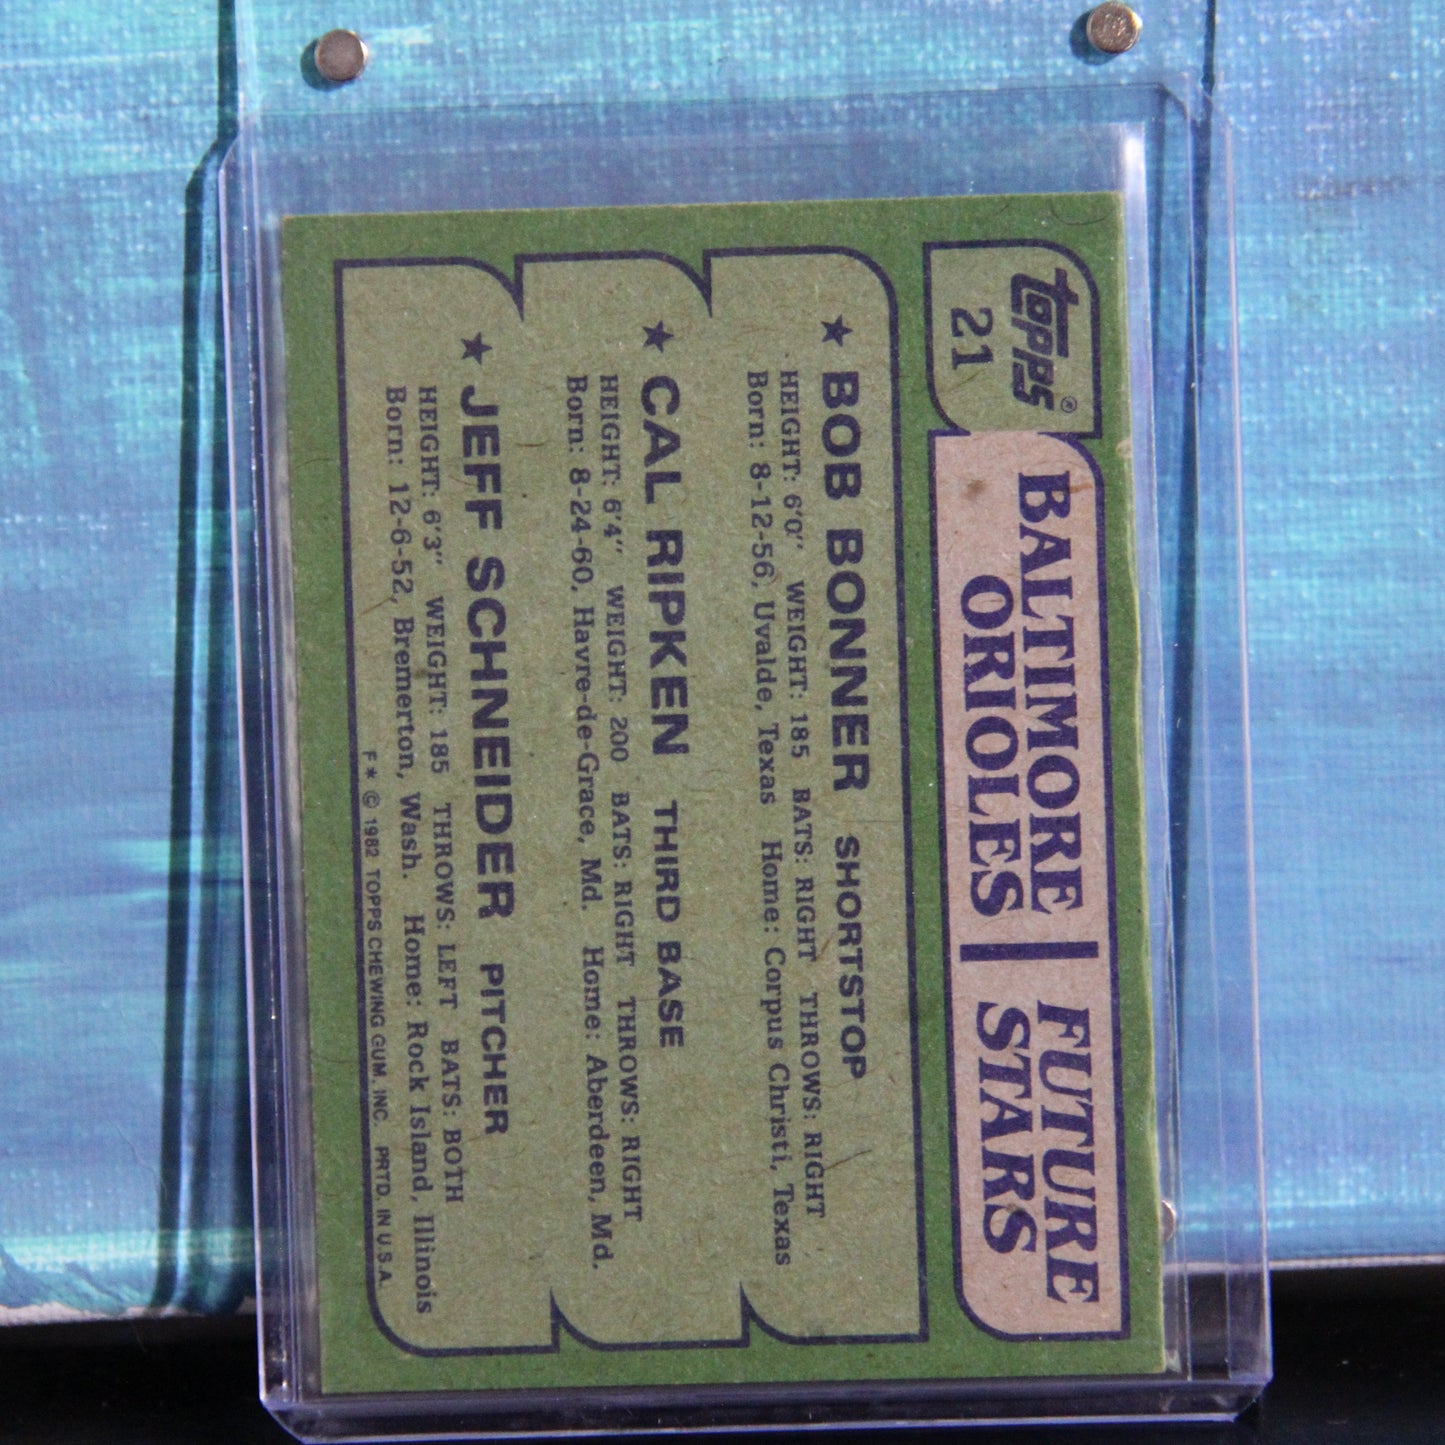 Topps®
21
BALTIMORE
ORIOLES
FUTURE
STARS
★ BOB BONNER SHORTSTOP
HEIGHT: 6'0" WEIGHT: 185 BATS: RIGHT THROWS: RIGHT
Born: 8-12-56, Uvalde, Texas Home: Corpus Christi, Texas
★ CAL RIPKEN THIRD BASE
HEIGHT: 6'4" WEIGHT: 200 BATS: RIGHT THROWS: RIGHT
Born: 8-24-60, Havre-de-Grace, Md. Home: Aberdeen, Md.
★ JEFF SCHNEIDER PITCHER
HEIGHT: 6'3" WEIGHT: 185 THROWS: LEFT BATS: BOTH
Born: 12-6-52, Bremerton, Wash. Home: Rock Island, Illinois
F* © 1982 TOPPS CHEWING GUM. INC. PRTD. IN U.S.A.